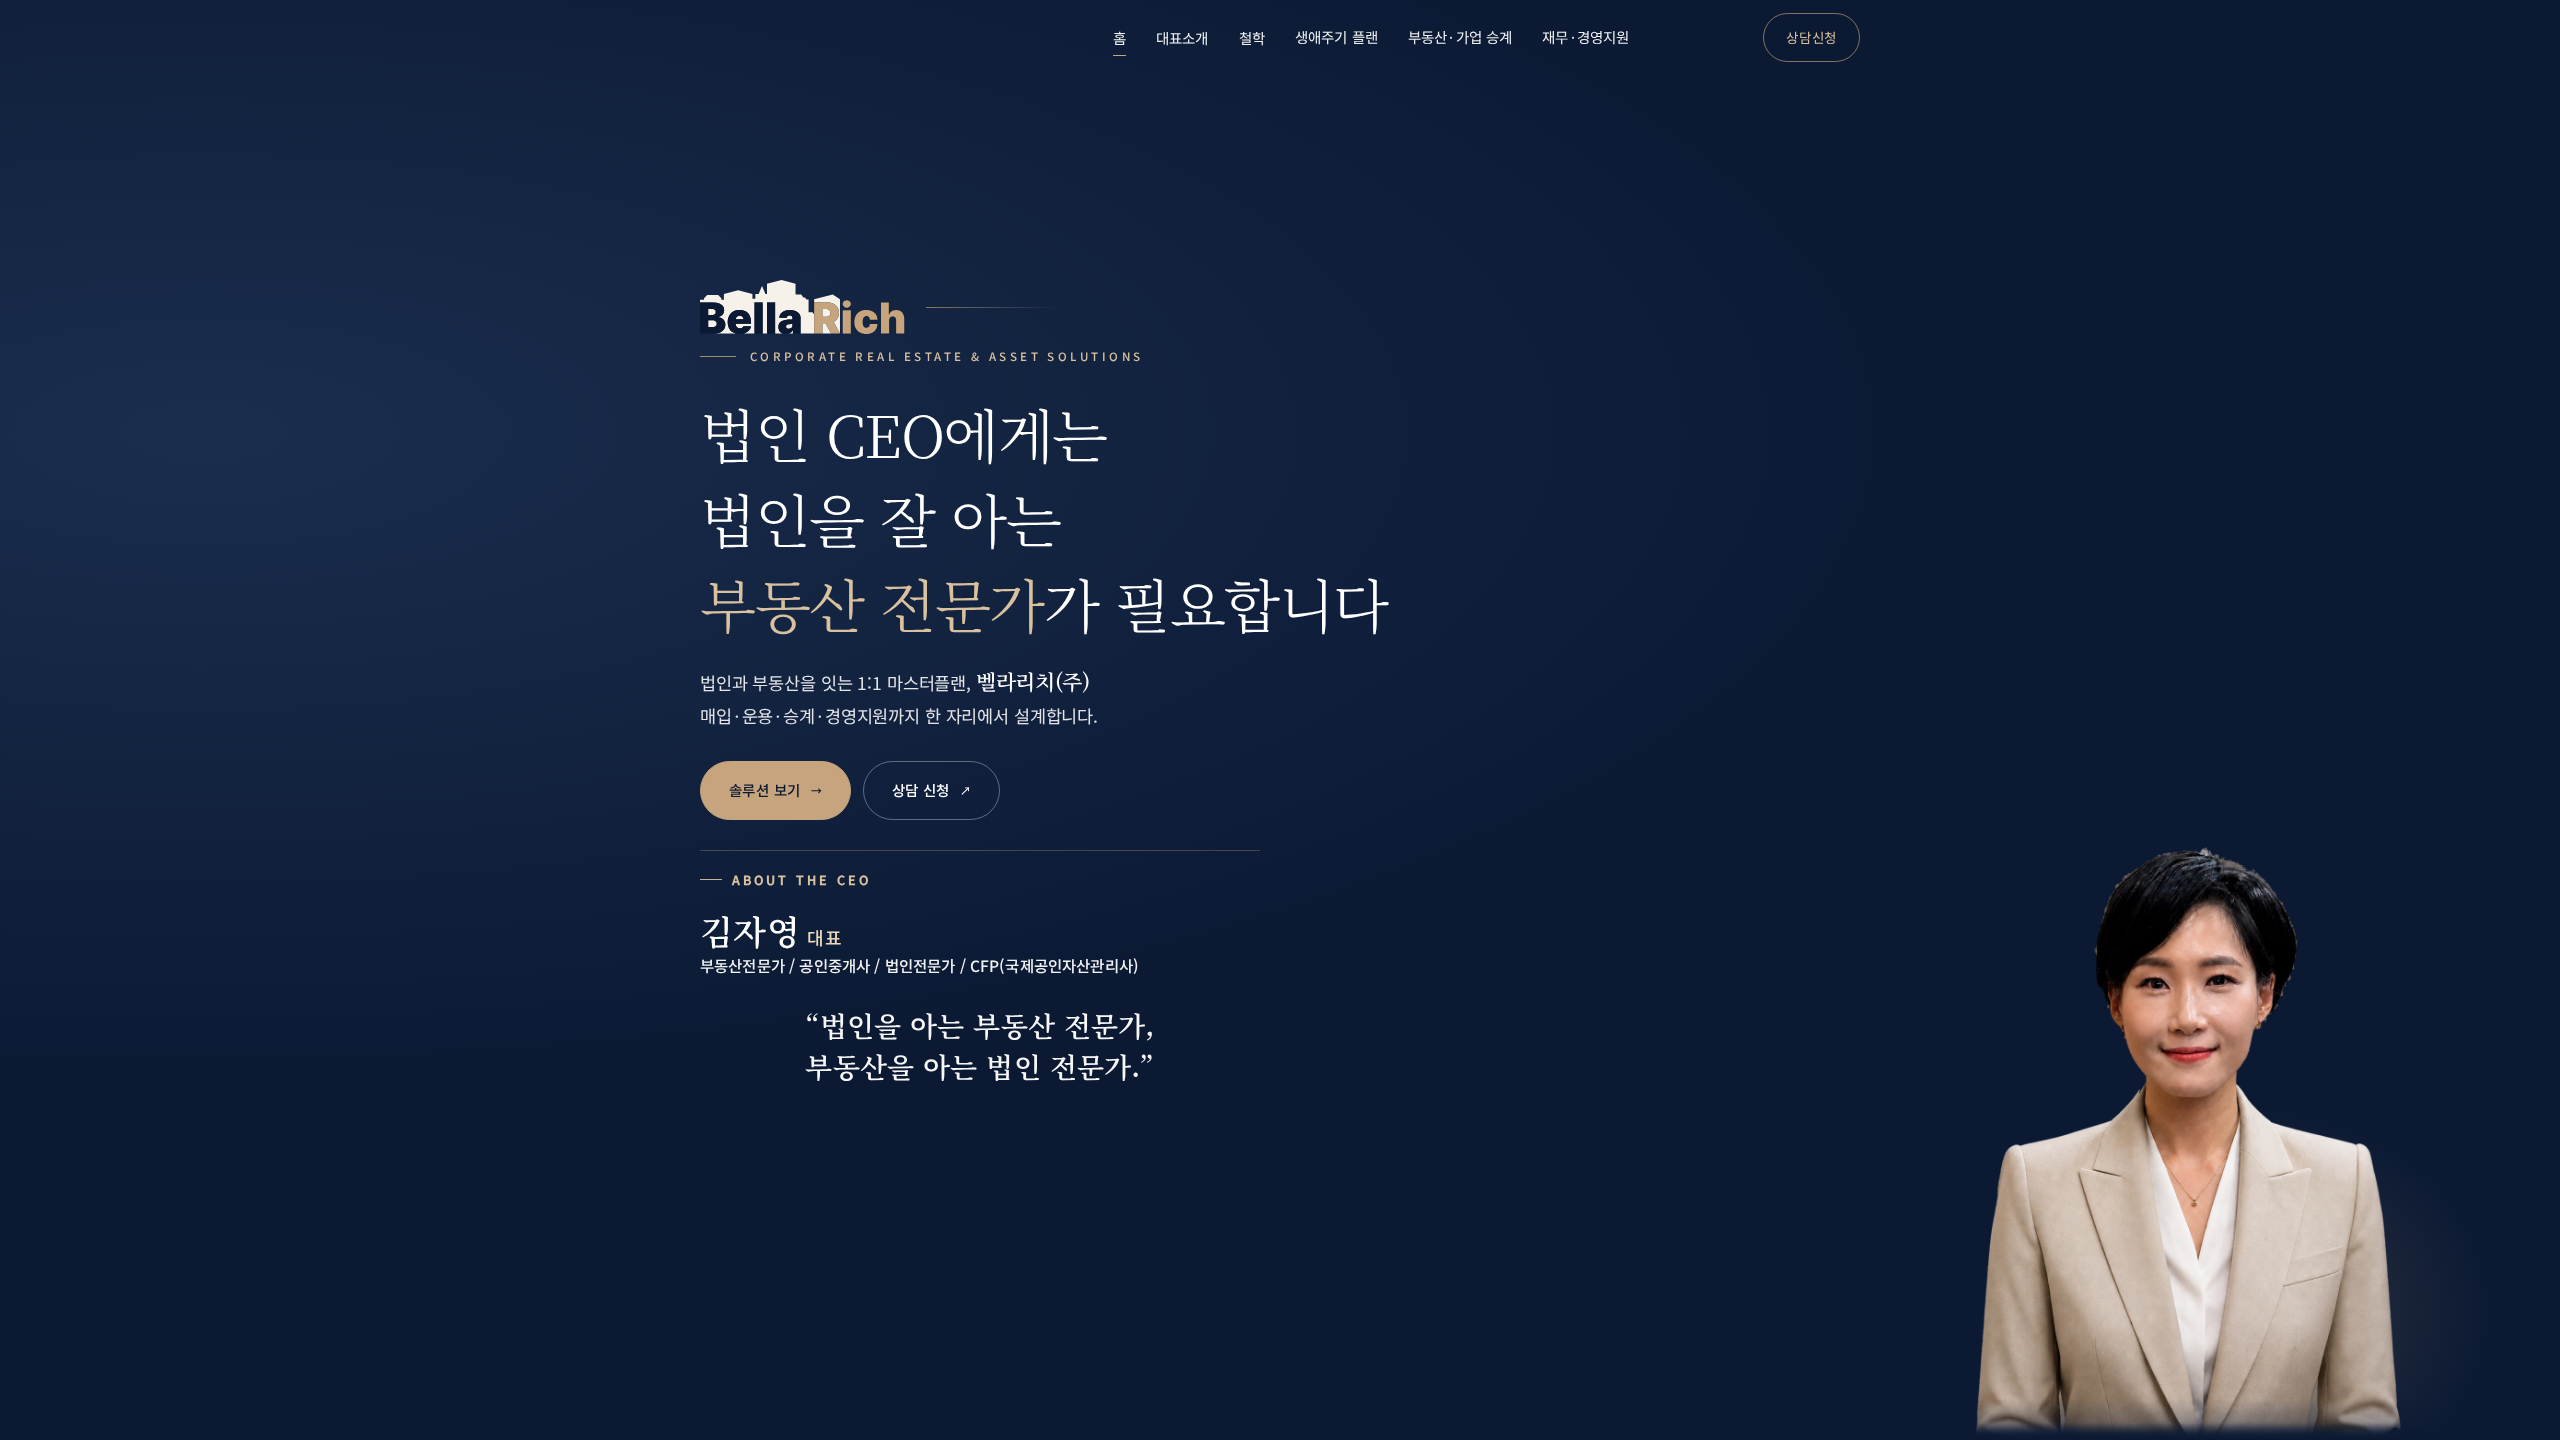 홈 대표소개 철학 생애주기 플랜 부동산·가업 승계 재무·경영지원 상담신청
Bella Rich
CORPORATE REAL ESTATE & ASSET SOLUTIONS
법인 CEO에게는
법인을 잘 아는
부동산 전문가가 필요합니다
법인과 부동산을 잇는 1:1 마스터플랜, 벨라리치(주)
매입·운용·승계·경영지원까지 한 자리에서 설계합니다.
솔루션 보기 → 상담 신청 ↗
ABOUT THE CEO
김자영 대표
부동산전문가 / 공인중개사 / 법인전문가 / CFP(국제공인자산관리사)
“법인을 아는 부동산 전문가,
부동산을 아는 법인 전문가.”